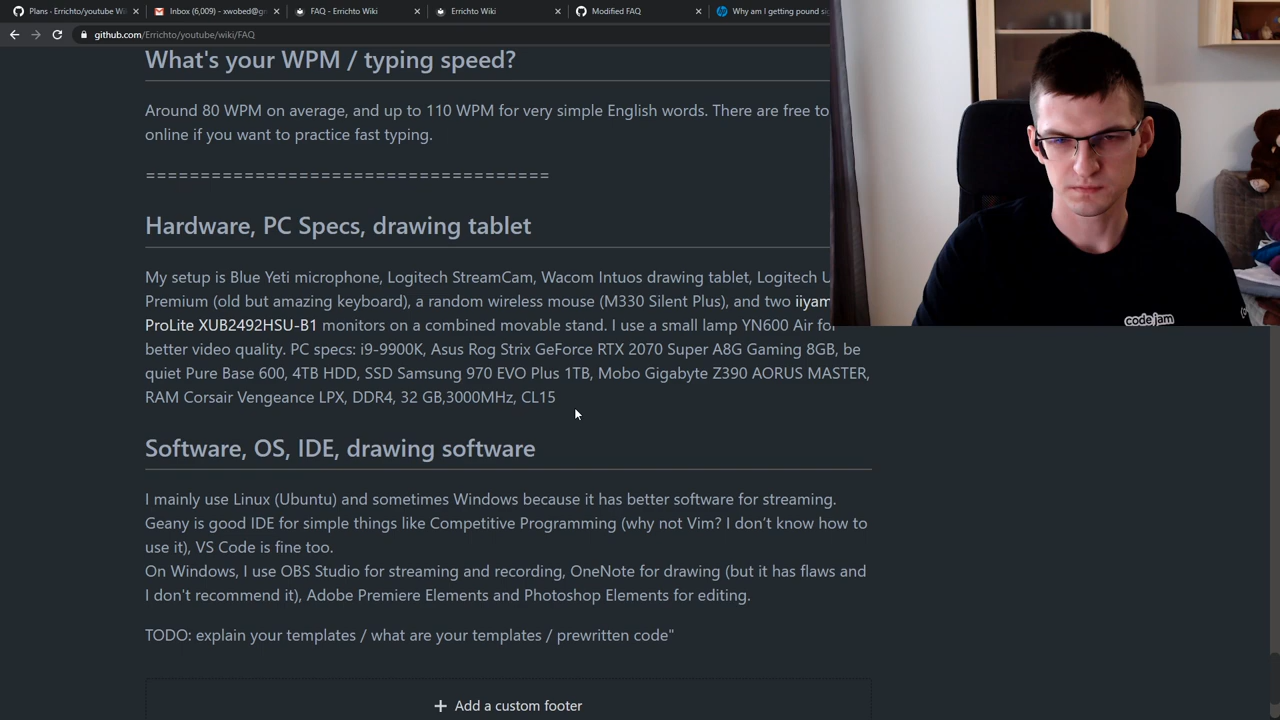 Plans - Errichto/youtube Wi
Inbox (6,009) - xwobed@g
FAQ - Errichto Wiki
Errichto Wiki
Modified FAQ
Why am I getting pound si
github.com/Errichto/youtube/wiki/FAQ
What's your WPM / typing speed?
Around 80 WPM on average, and up to 110 WPM for very simple English words. There are free to
online if you want to practice fast typing.
=====================================
Hardware, PC Specs, drawing tablet
My setup is Blue Yeti microphone, Logitech StreamCam, Wacom Intuos drawing tablet, Logitech U
Premium (old but amazing keyboard), a random wireless mouse (M330 Silent Plus), and two iiyam
ProLite XUB2492HSU-B1 monitors on a combined movable stand. I use a small lamp YN600 Air for
better video quality. PC specs: i9-9900K, Asus Rog Strix GeForce RTX 2070 Super A8G Gaming 8GB, be
quiet Pure Base 600, 4TB HDD, SSD Samsung 970 EVO Plus 1TB, Mobo Gigabyte Z390 AORUS MASTER,
RAM Corsair Vengeance LPX, DDR4, 32 GB,3000MHz, CL15
Software, OS, IDE, drawing software
I mainly use Linux (Ubuntu) and sometimes Windows because it has better software for streaming.
Geany is good IDE for simple things like Competitive Programming (why not Vim? I don’t know how to
use it), VS Code is fine too.
On Windows, I use OBS Studio for streaming and recording, OneNote for drawing (but it has flaws and
I don't recommend it), Adobe Premiere Elements and Photoshop Elements for editing.
TODO: explain your templates / what are your templates / prewritten code"
+ Add a custom footer
code jam